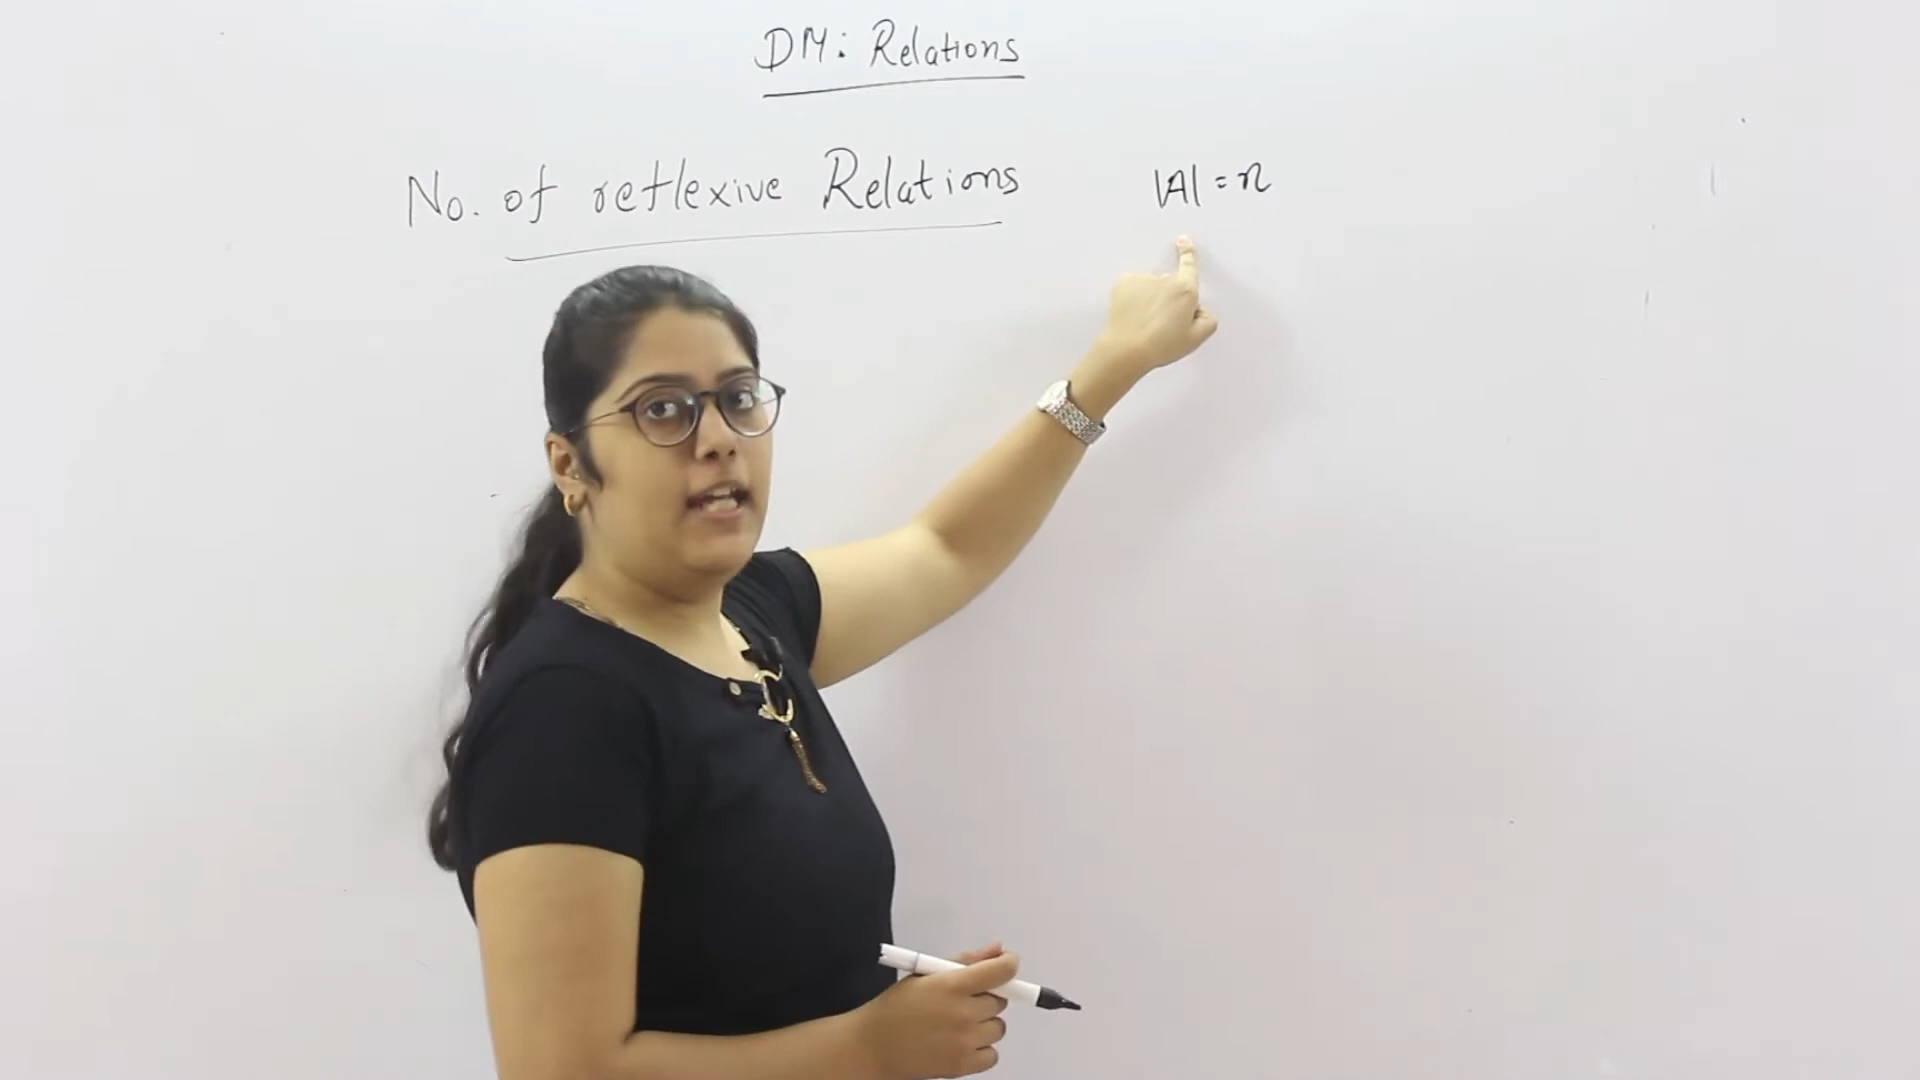 DM: Relations
No. of reflexive Relations
|A| = n